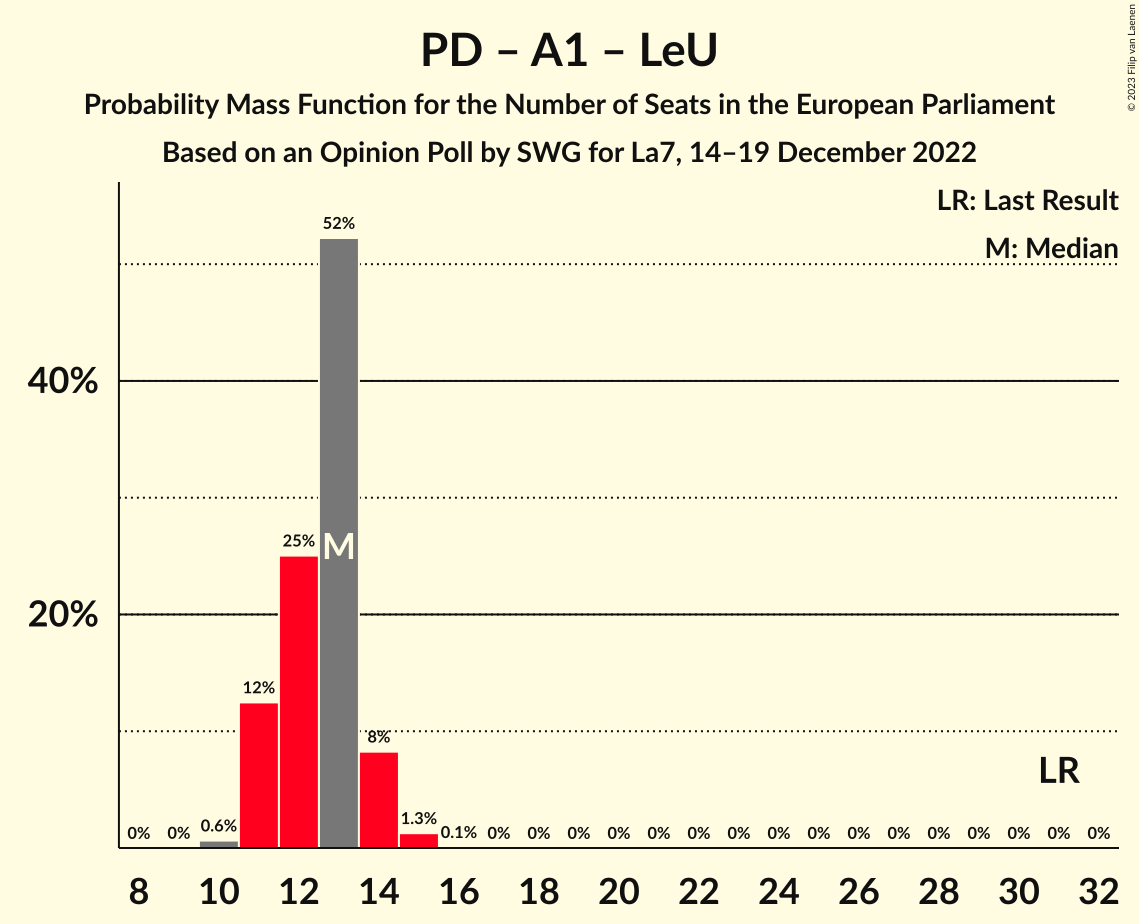 PD – A1 – LeU
Probability Mass Function for the Number of Seats in the European Parliament
Based on an Opinion Poll by SWG for La7, 14–19 December 2022
© 2023 Filip van Laenen
LR: Last Result
M: Median
52%
40%
25%
M
20%
12%
8%
LR
0% 0% 0.6% 1.3% 0.1% 0% 0% 0% 0% 0% 0% 0% 0% 0% 0% 0% 0% 0% 0% 0% 0%
8 10 12 14 16 18 20 22 24 26 28 30 32